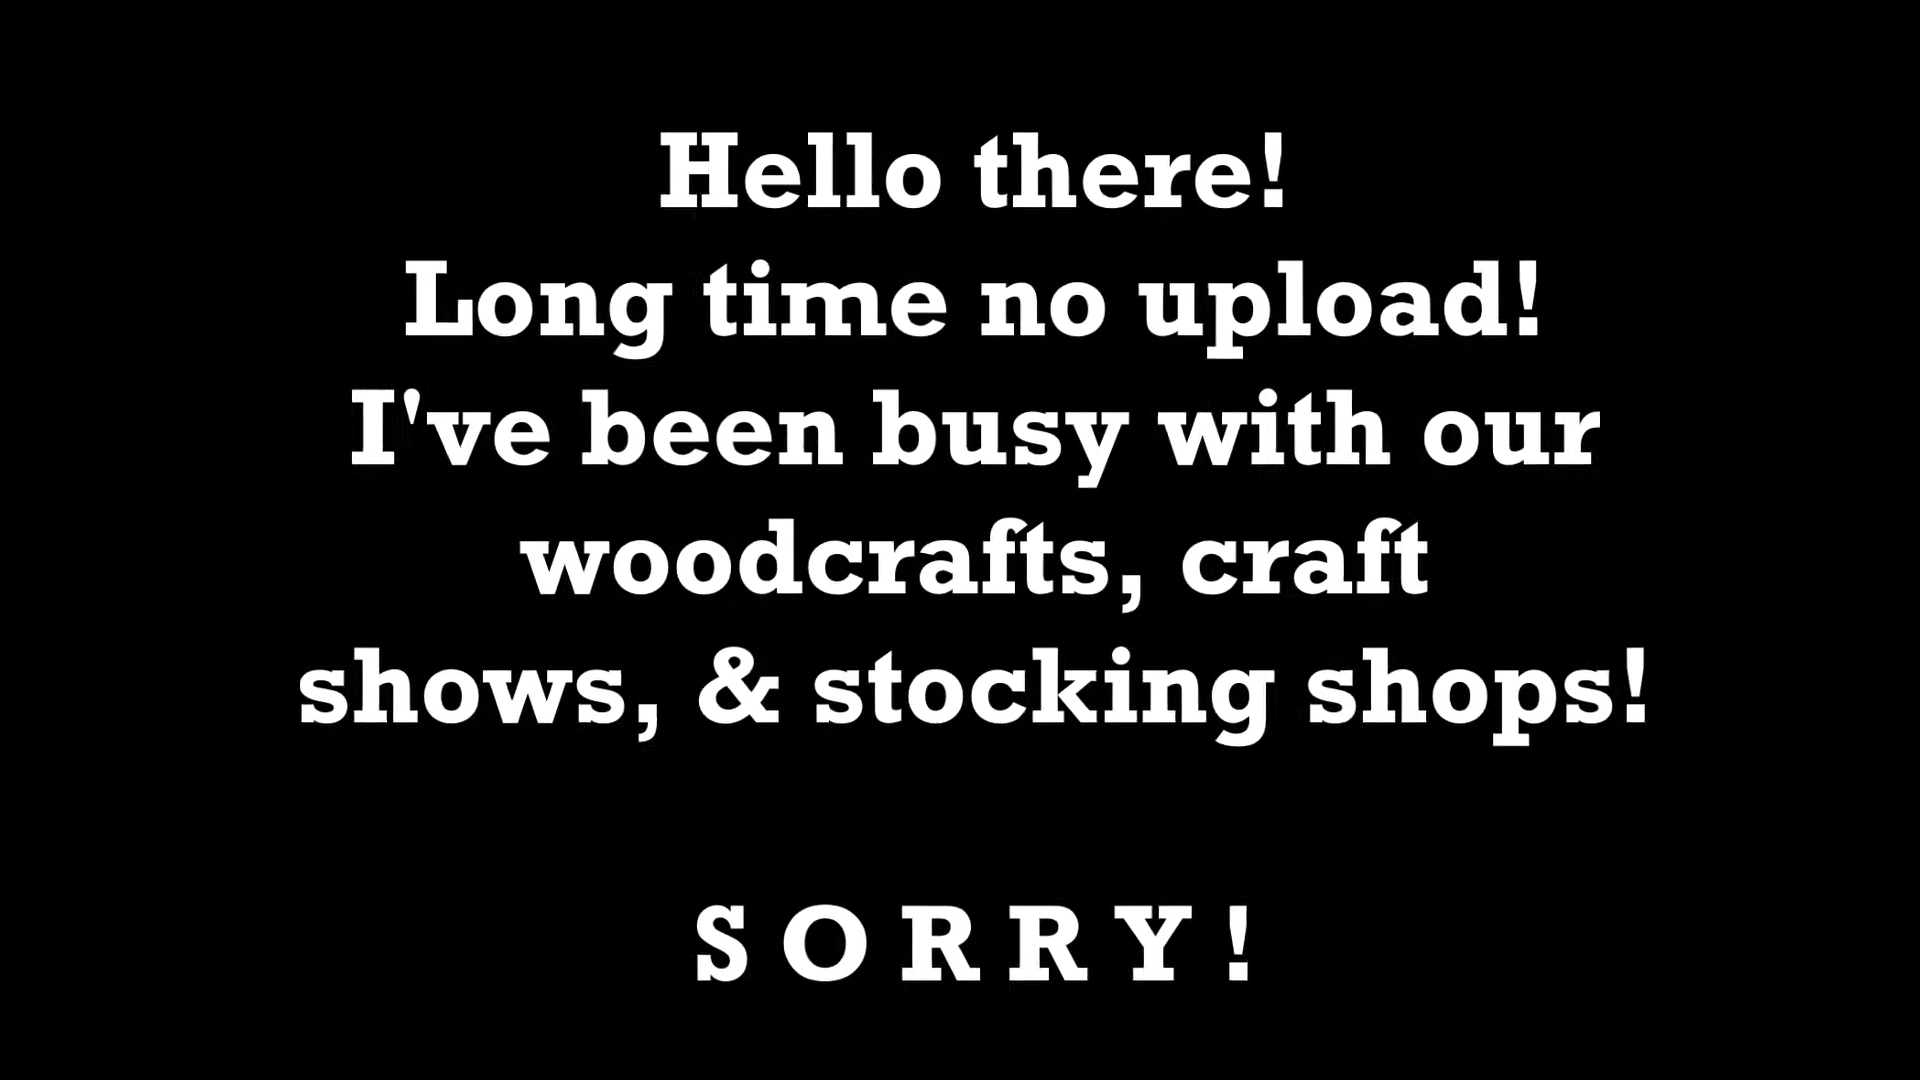 Hello there!
Long time no upload!
I've been busy with our
woodcrafts, craft
shows, & stocking shops!
S O R R Y !